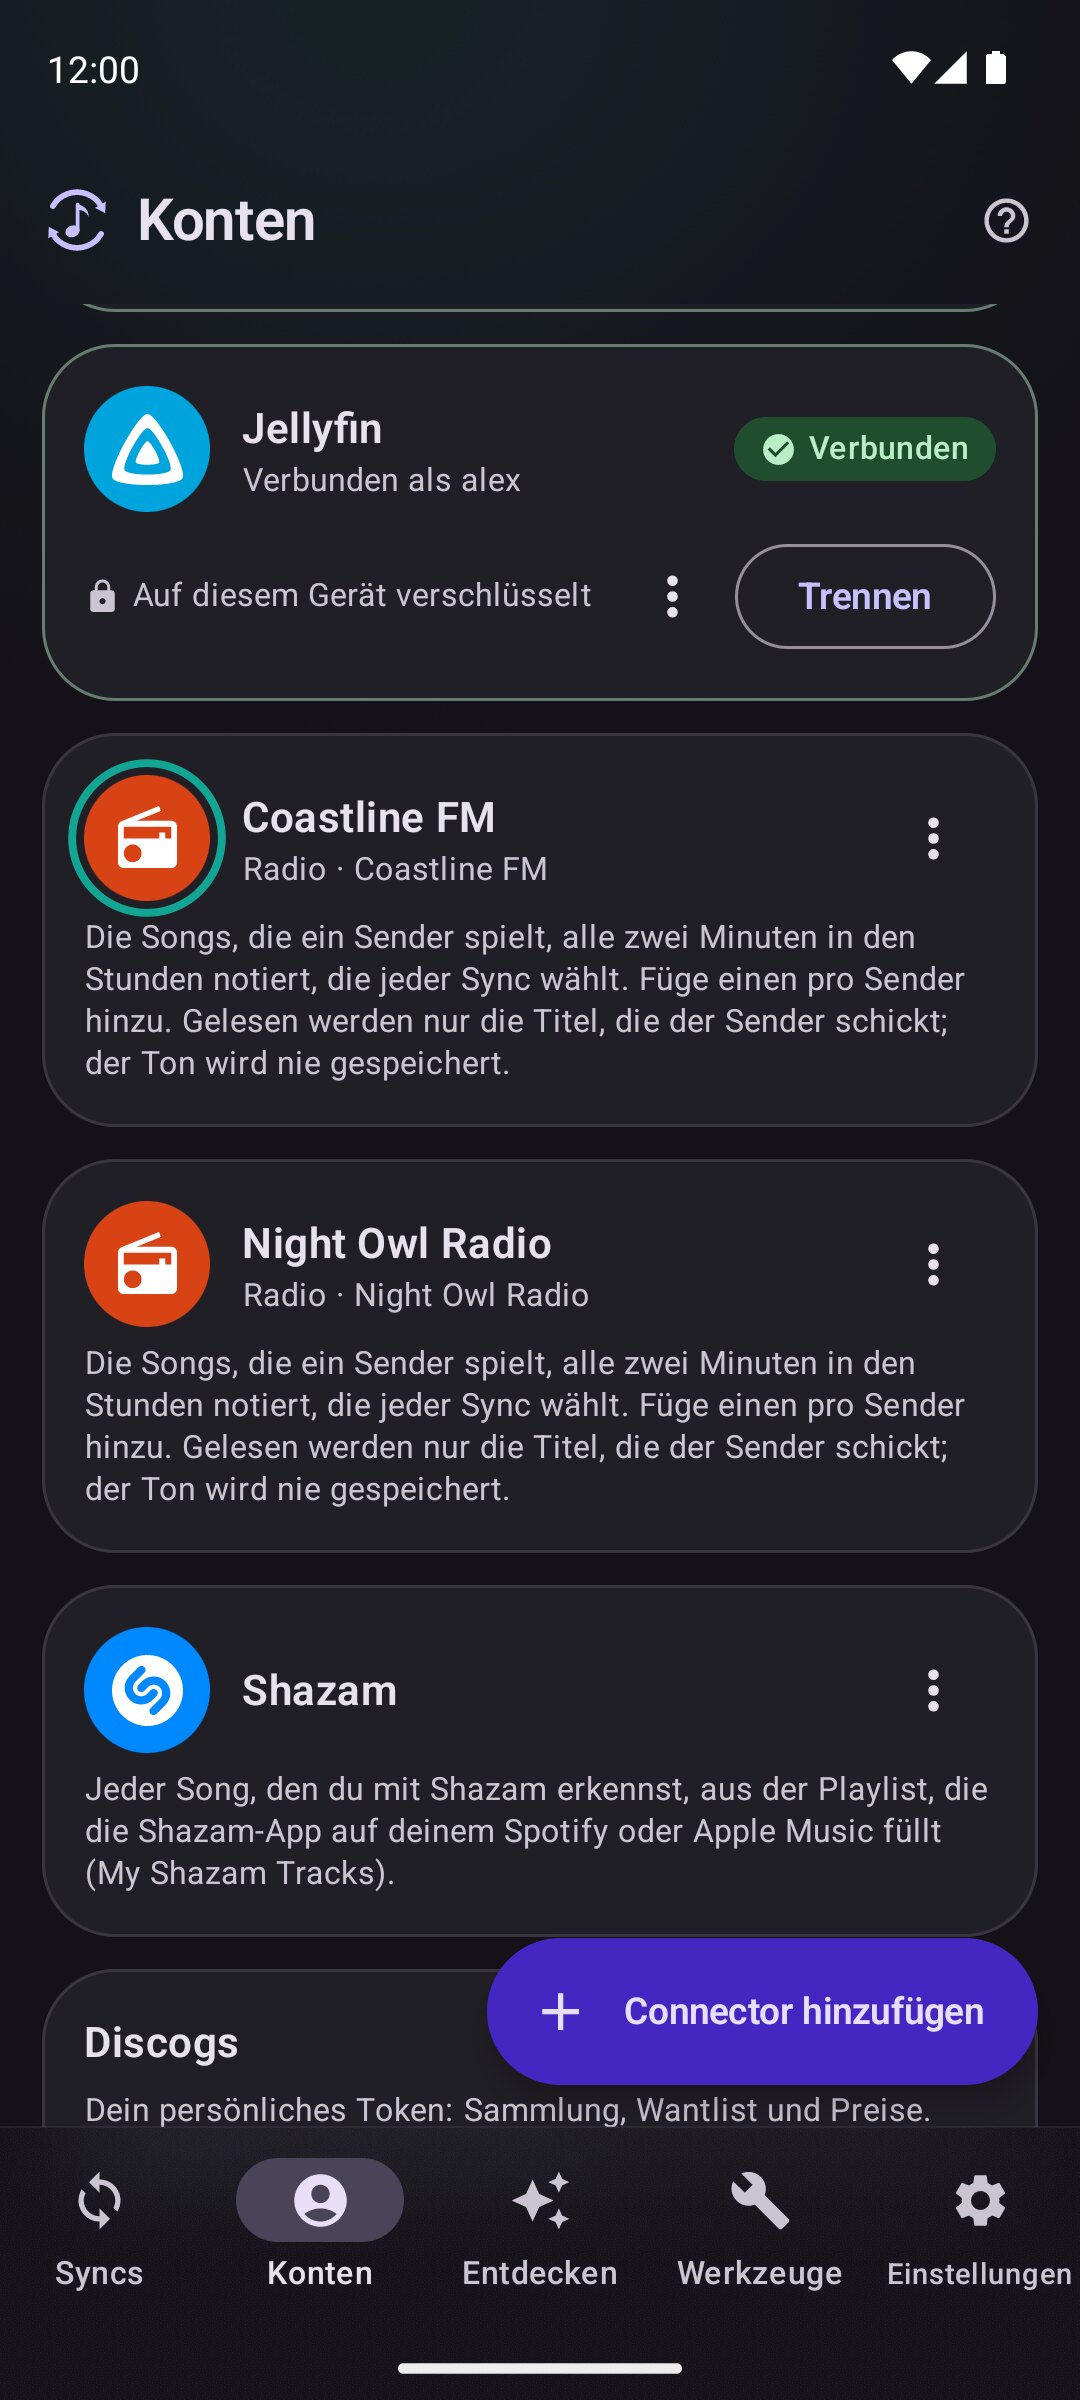 12:00
Konten
Jellyfin
Verbunden als alex
Verbunden
Auf diesem Gerät verschlüsselt
Trennen
Coastline FM
Radio · Coastline FM
Die Songs, die ein Sender spielt, alle zwei Minuten in den
Stunden notiert, die jeder Sync wählt. Füge einen pro Sender
hinzu. Gelesen werden nur die Titel, die der Sender schickt;
der Ton wird nie gespeichert.
Night Owl Radio
Radio · Night Owl Radio
Die Songs, die ein Sender spielt, alle zwei Minuten in den
Stunden notiert, die jeder Sync wählt. Füge einen pro Sender
hinzu. Gelesen werden nur die Titel, die der Sender schickt;
der Ton wird nie gespeichert.
Shazam
Jeder Song, den du mit Shazam erkennst, aus der Playlist, die
die Shazam-App auf deinem Spotify oder Apple Music füllt
(My Shazam Tracks).
Discogs
Connector hinzufügen
Dein persönliches Token: Sammlung, Wantlist und Preise.
Syncs
Konten
Entdecken
Werkzeuge
Einstellungen